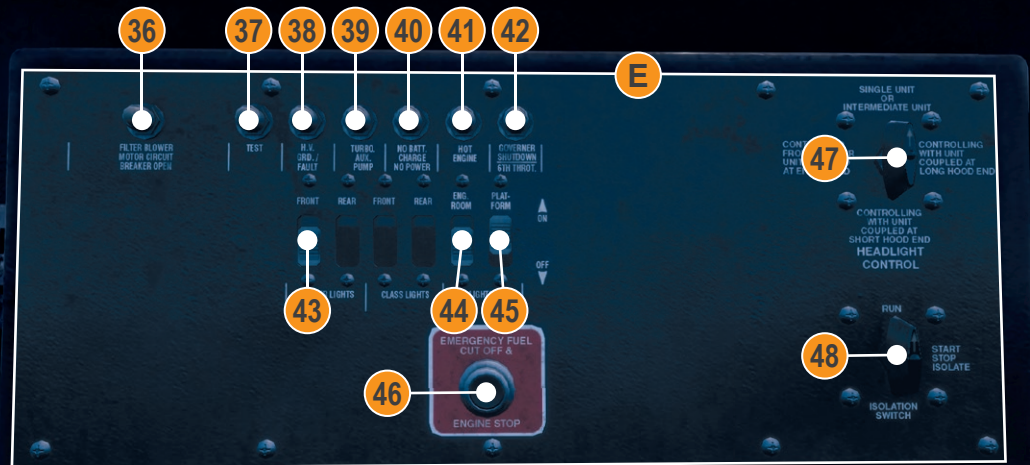 36 37 38 39 40 41 42
E
SINGLE UNIT
OR
INTERMEDIATE UNIT
FILTER BLOWER
MOTOR CIRCUIT
BREAKER OPEN
TEST
H.V.
GRD. /
FAULT
TURBO.
AUX.
PUMP
NO BATT.
CHARGE
NO POWER
HOT
ENGINE
GOVERNER
SHUTDOWN
6TH THROT.
47
CONTROLLING
WITH UNIT
COUPLED AT
LONG HOOD END
FRONT
REAR
FRONT
REAR
ENG.
ROOM
PLAT-
FORM
ON
OFF
CONTROLLING
WITH UNIT
COUPLED AT
SHORT HOOD END
HEADLIGHT
CONTROL
43
LIGHTS
CLASS LIGHTS
44 45
RUN
48
START
STOP
ISOLATE
ISOLATION
SWITCH
EMERGENCY FUEL
CUT OFF &
46
ENGINE STOP